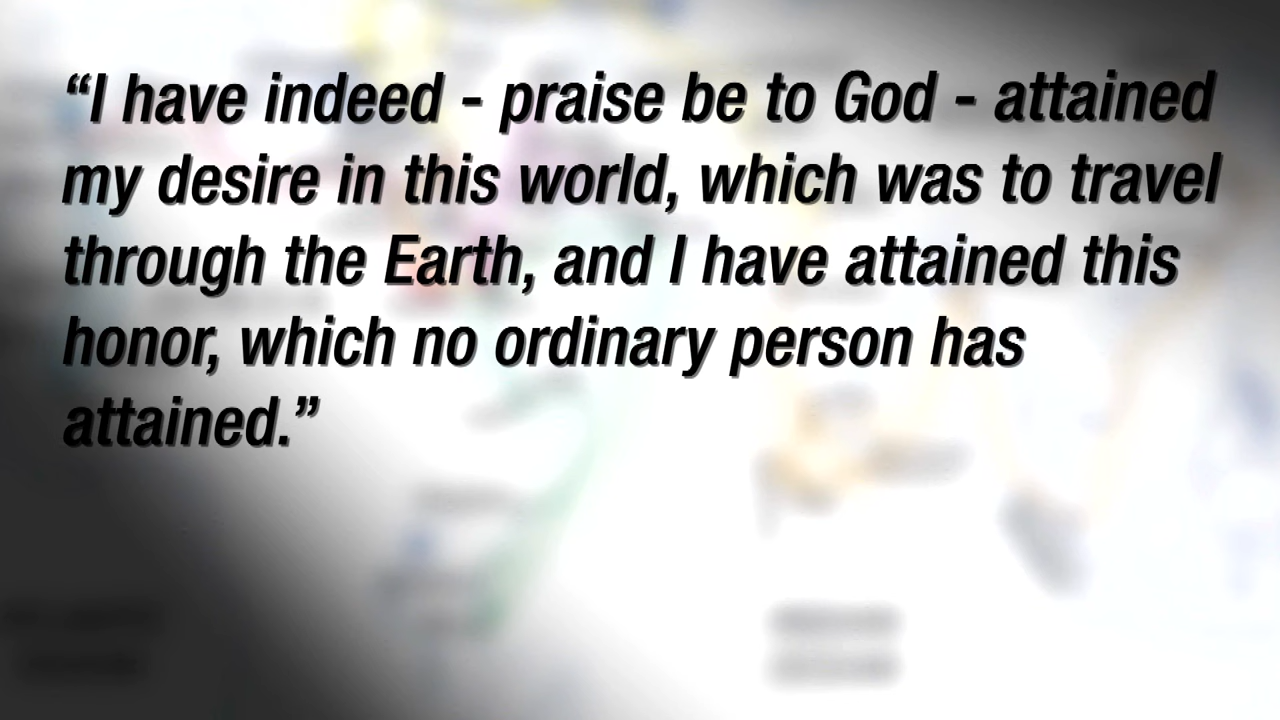 “I have indeed - praise be to God - attained
my desire in this world, which was to travel
through the Earth, and I have attained this
honor, which no ordinary person has
attained.”